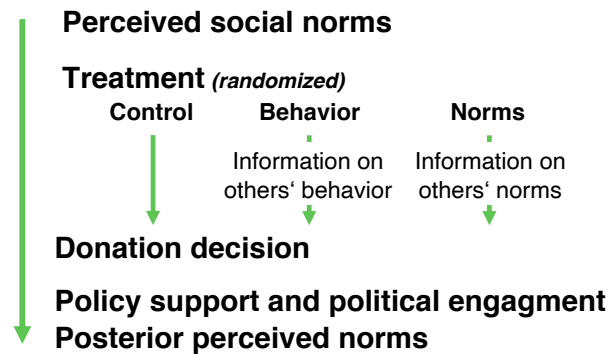 Perceived social norms
Treatment (randomized)
Control Behavior Norms
Information on others‘ behavior
Information on others‘ norms
Donation decision
Policy support and political engagment
Posterior perceived norms